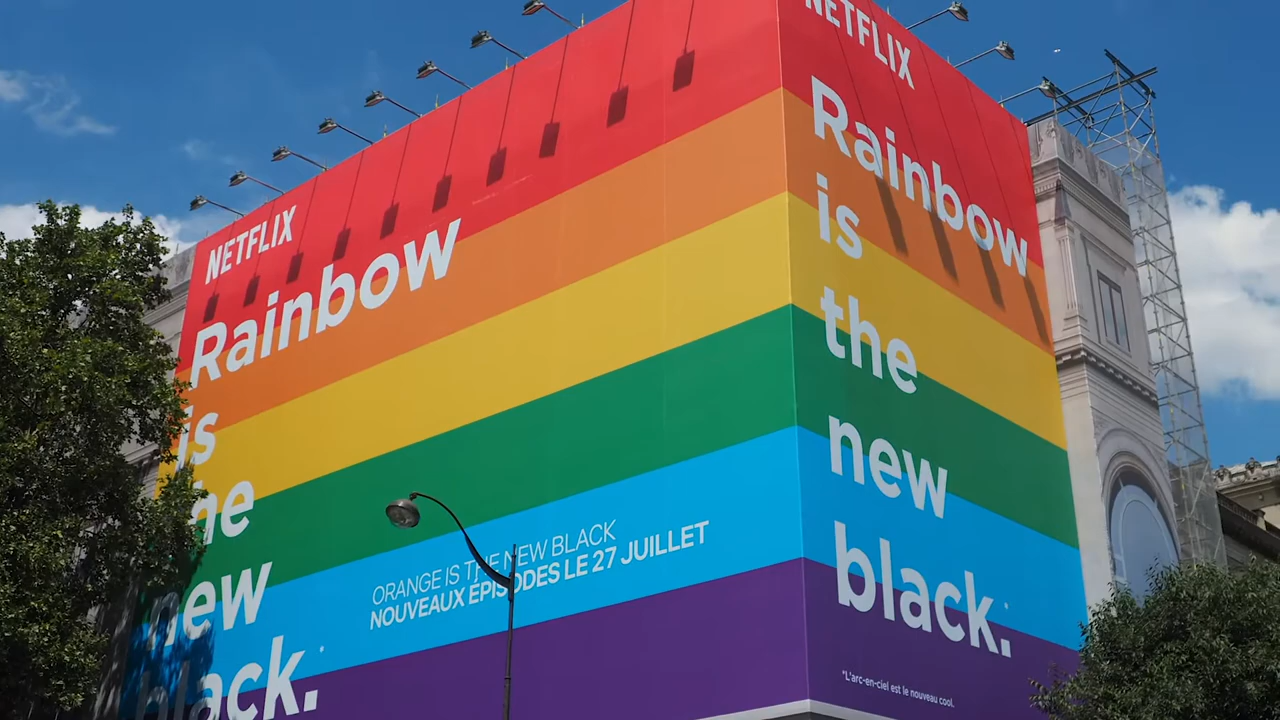 NETFLIX
Rainbow
is
the
new
black.
ORANGE IS THE NEW BLACK
NOUVEAUX ÉPISODES LE 27 JUILLET
NETFLIX
Rainbow
is
the
new
black.*
*L'arc-en-ciel est le nouveau cool.